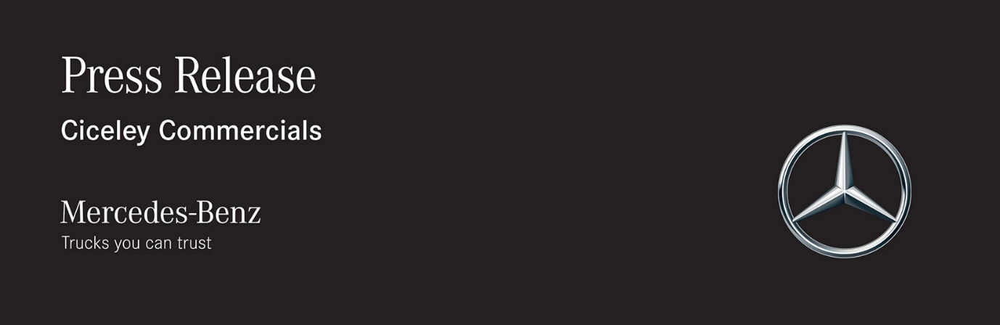 Press Release
Ciceley Commercials
Mercedes-Benz
Trucks you can trust